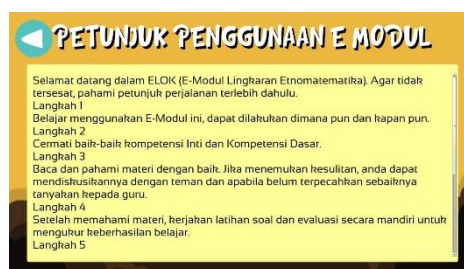 PETUNJUK PENGGUNAAN E MODUL
Selamat datang dalam ELOK (E-Modul Lingkaran Etnomatematika). Agar tidak
tersesat, pahami petunjuk perjalanan terlebih dahulu.
Langkah 1
Belajar menggunakan E-Modul ini, dapat dilakukan dimana pun dan kapan pun.
Langkah 2
Cermati baik-baik kompetensi Inti dan Kompetensi Dasar.
Langkah 3
Baca dan pahami materi dengan baik. Jika menemukan kesulitan, anda dapat
mendiskusikannya dengan teman dan apabila belum terpecahkan sebaiknya
tanyakan kepada guru.
Langkah 4
Setelah memahami materi, kerjakan latihan soal dan evaluasi secara mandiri untuk
mengukur keberhasilan belajar.
Langkah 5